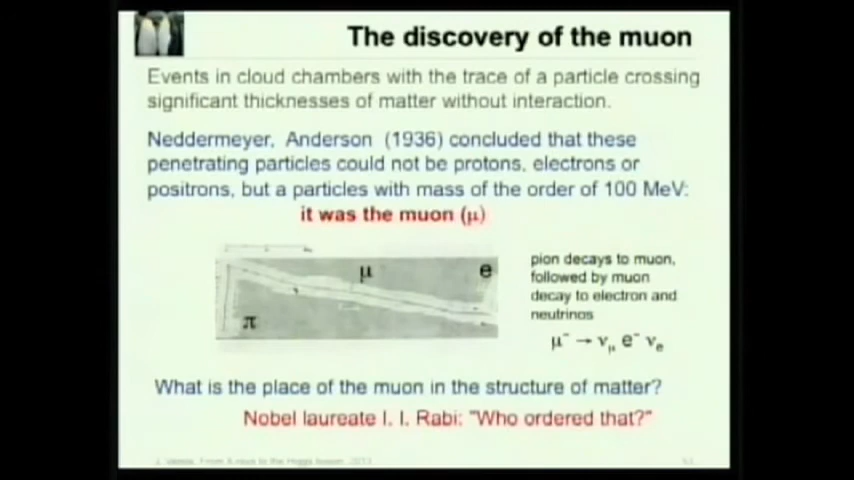 The discovery of the muon
Events in cloud chambers with the trace of a particle crossing
significant thicknesses of matter without interaction.
Neddermeyer, Anderson (1936) concluded that these
penetrating particles could not be protons, electrons or
positrons, but a particles with mass of the order of 100 MeV:
it was the muon (μ)
μ
e
π
pion decays to muon,
followed by muon
decay to electron and
neutrinos
μ⁻ → νμ e⁻ νe
What is the place of the muon in the structure of matter?
Nobel laureate I. I. Rabi: "Who ordered that?"